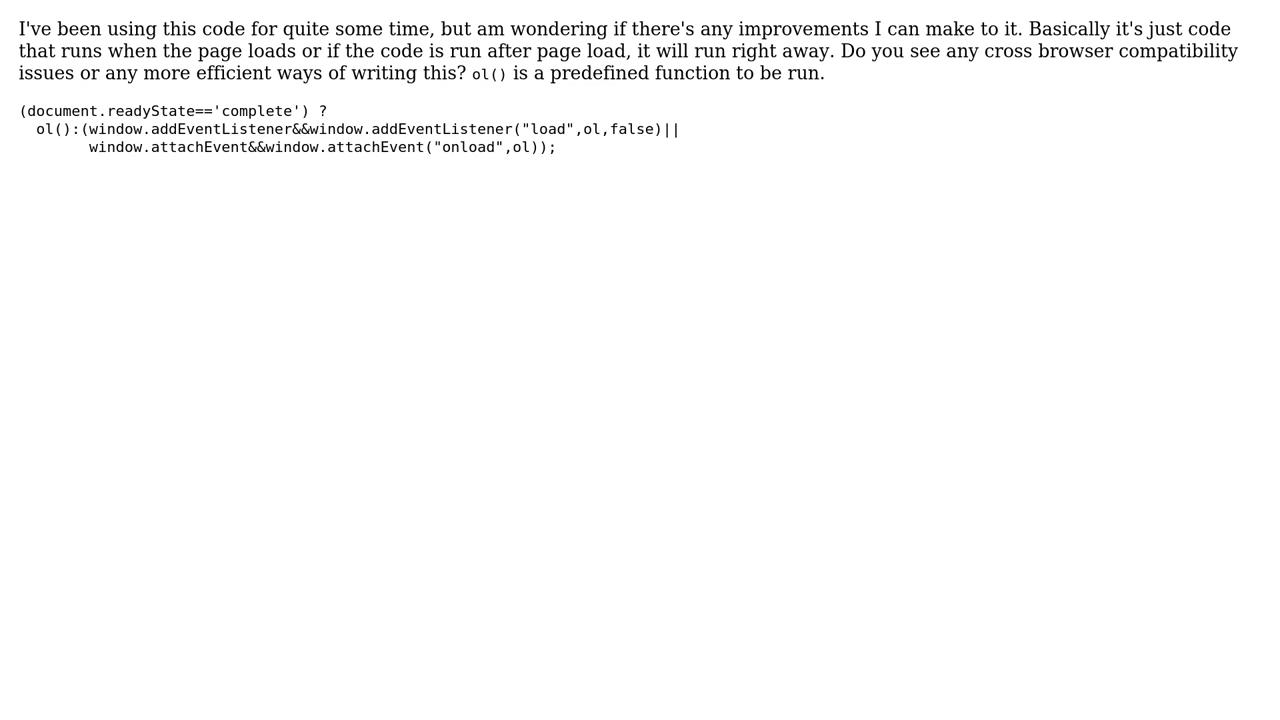 I've been using this code for quite some time, but am wondering if there's any improvements I can make to it. Basically it's just code
that runs when the page loads or if the code is run after page load, it will run right away. Do you see any cross browser compatibility
issues or any more efficient ways of writing this? ol() is a predefined function to be run.
(document.readyState=='complete') ?
  ol():(window.addEventListener&&window.addEventListener("load",ol,false)||
        window.attachEvent&&window.attachEvent("onload",ol));